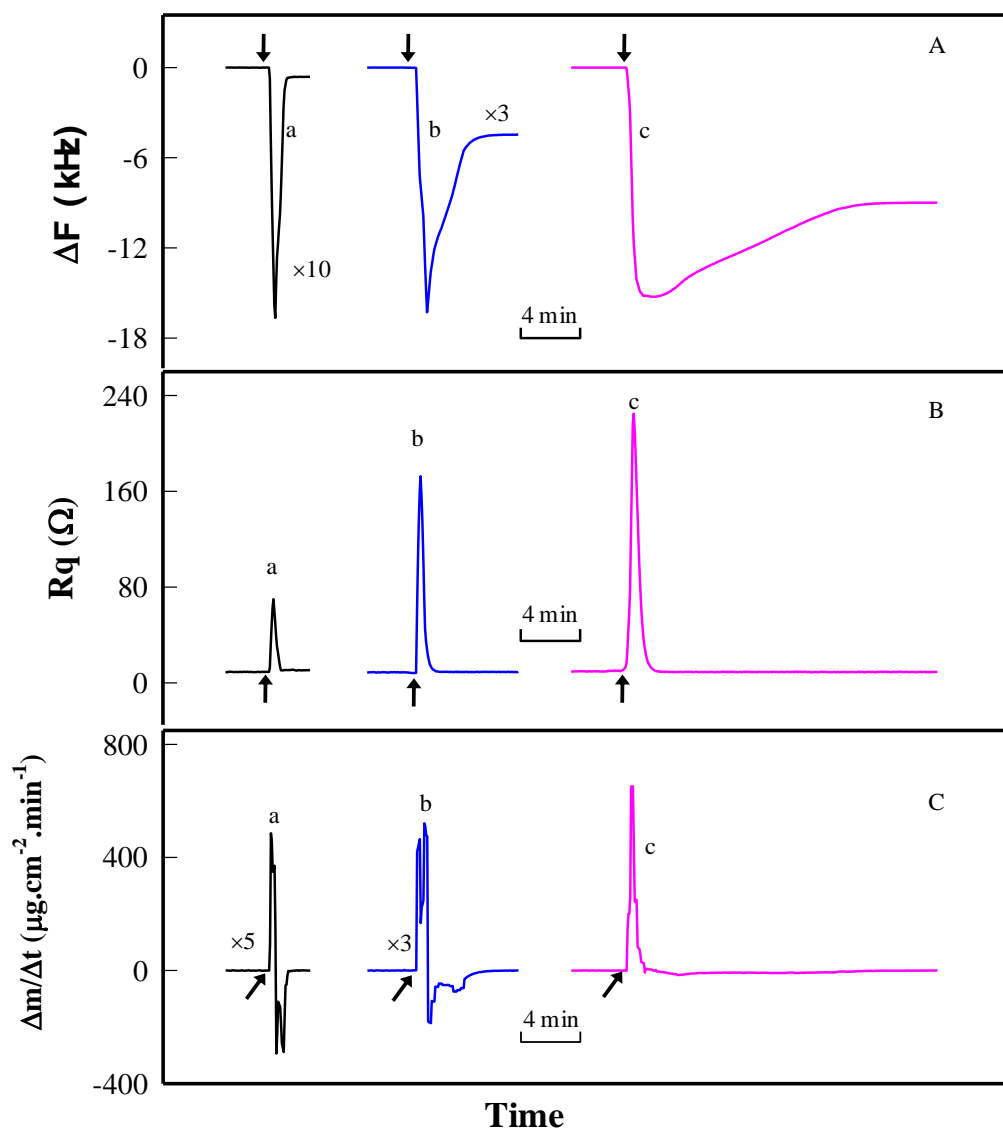 A
0
-6
-12
-18
ΔF (kHz)
a
×10
b
×3
c
4 min
B
240
160
80
0
Rq (Ω)
a
b
c
4 min
C
800
400
0
-400
Δm/Δt (μg.cm⁻².min⁻¹)
a
×5
b
×3
c
4 min
Time